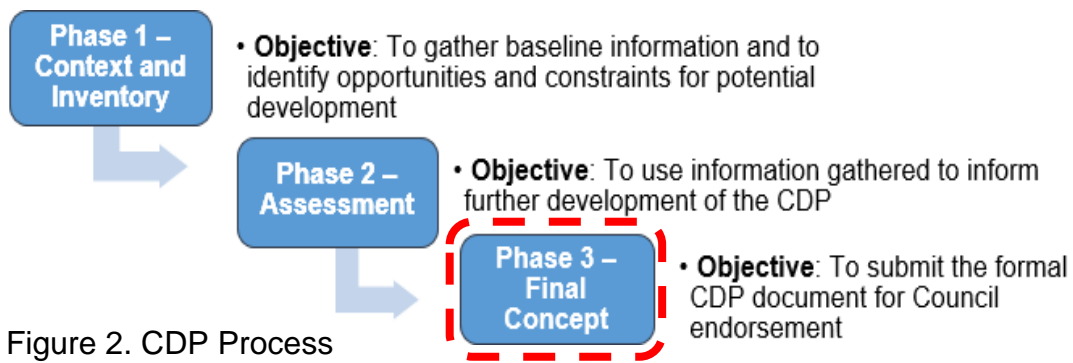 Phase 1 –
Context and
Inventory
• Objective: To gather baseline information and to
identify opportunities and constraints for potential
development
Phase 2 –
Assessment
• Objective: To use information gathered to inform
further development of the CDP
Phase 3 –
Final
Concept
• Objective: To submit the formal
CDP document for Council
endorsement
Figure 2. CDP Process